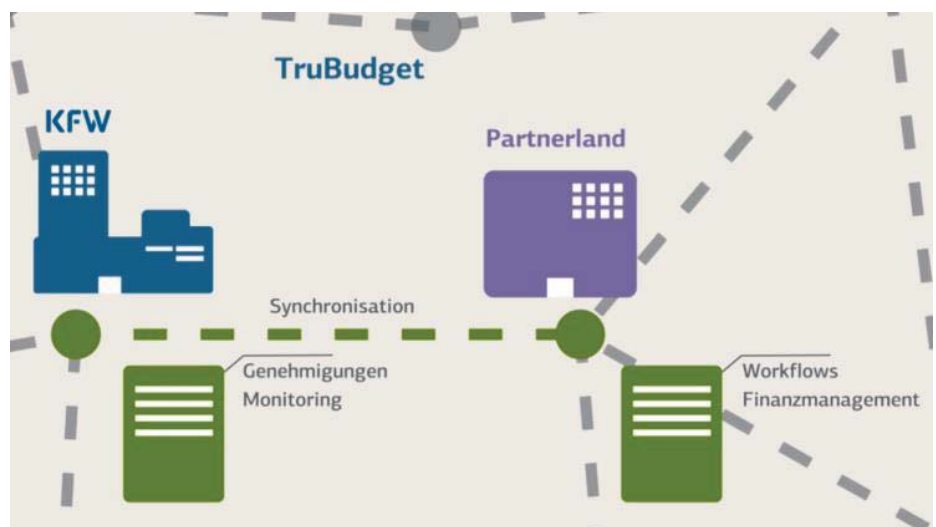 TruBudget
KFW
Partnerland
Synchronisation
Genehmigungen
Monitoring
Workflows
Finanzmanagement